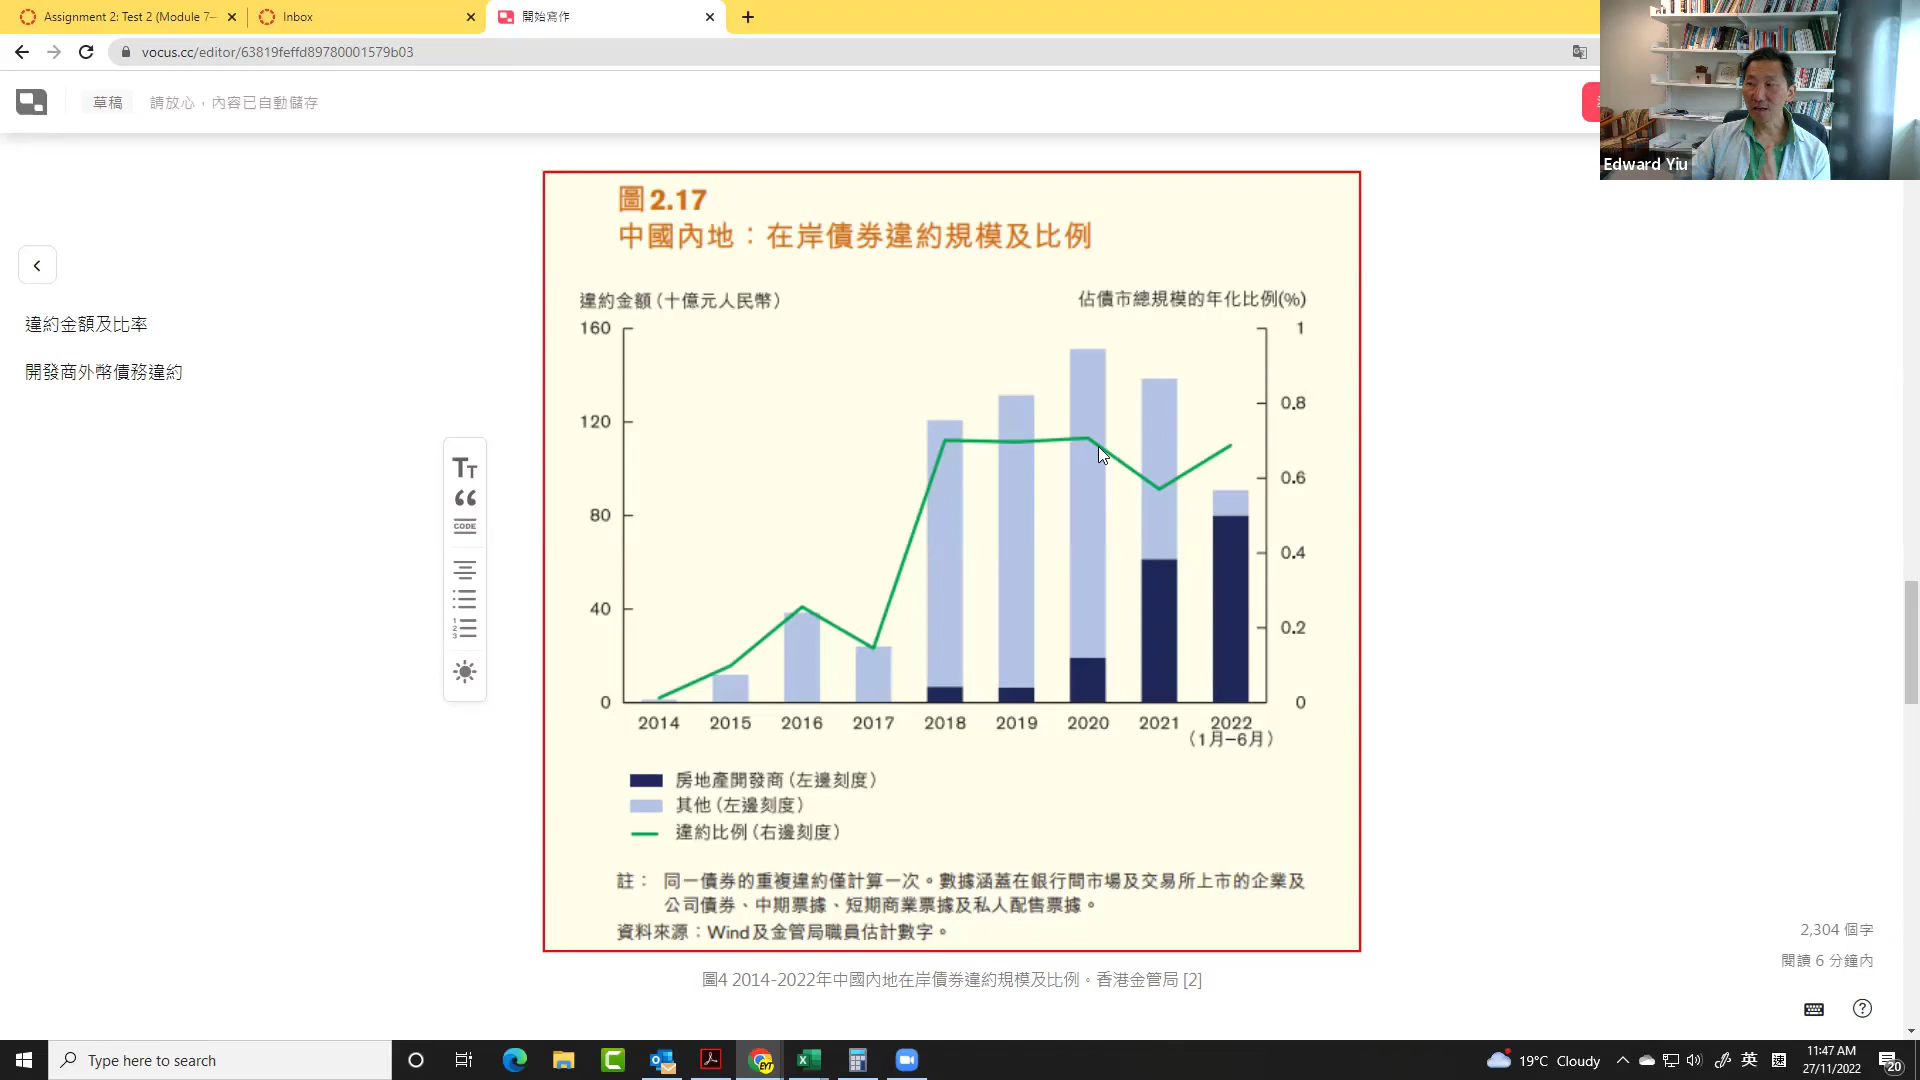 Assignment 2: Test 2 (Module 7–
Inbox
開始寫作
vocus.cc/editor/63819feffd89780001579b03
草稿
請放心,內容已自動儲存
Edward Yiu
違約金額及比率
開發商外幣債務違約
TT
CODE
圖 2.17
中國內地:在岸債券違約規模及比例
違約金額(十億元人民幣)
佔債市總規模的年化比例(%)
160
120
80
40
0
1
0.8
0.6
0.4
0.2
0
2014 2015 2016 2017 2018 2019 2020 2021 2022
(1月–6月)
房地產開發商(左邊刻度)
其他(左邊刻度)
違約比例(右邊刻度)
註: 同一債券的重複違約僅計算一次。數據涵蓋在銀行間市場及交易所上市的企業及
公司債券、中期票據、短期商業票據及私人配售票據。
資料來源:Wind及金管局職員估計數字。
圖4 2014-2022年中國內地在岸債券違約規模及比例。香港金管局 [2]
2,304 個字
閱讀 6 分鐘內
Type here to search
19°C Cloudy
英
11:47 AM
27/11/2022
20